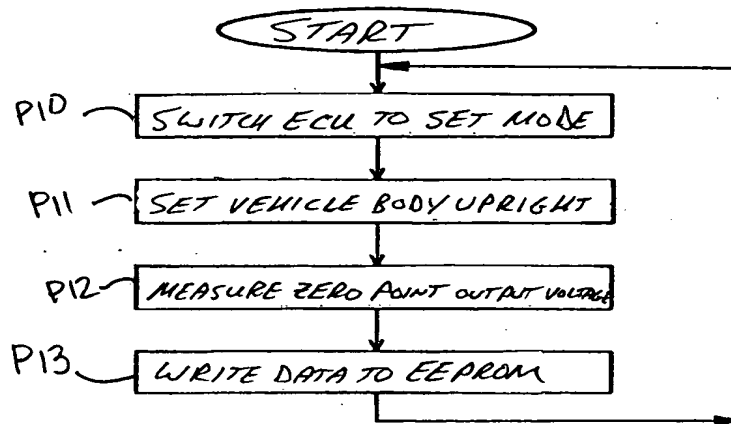 START
P10
SWITCH ECU TO SET MODE
P11
SET VEHICLE BODY UPRIGHT
P12
MEASURE ZERO POINT OUTPUT VOLTAGE
P13
WRITE DATA TO EEPROM